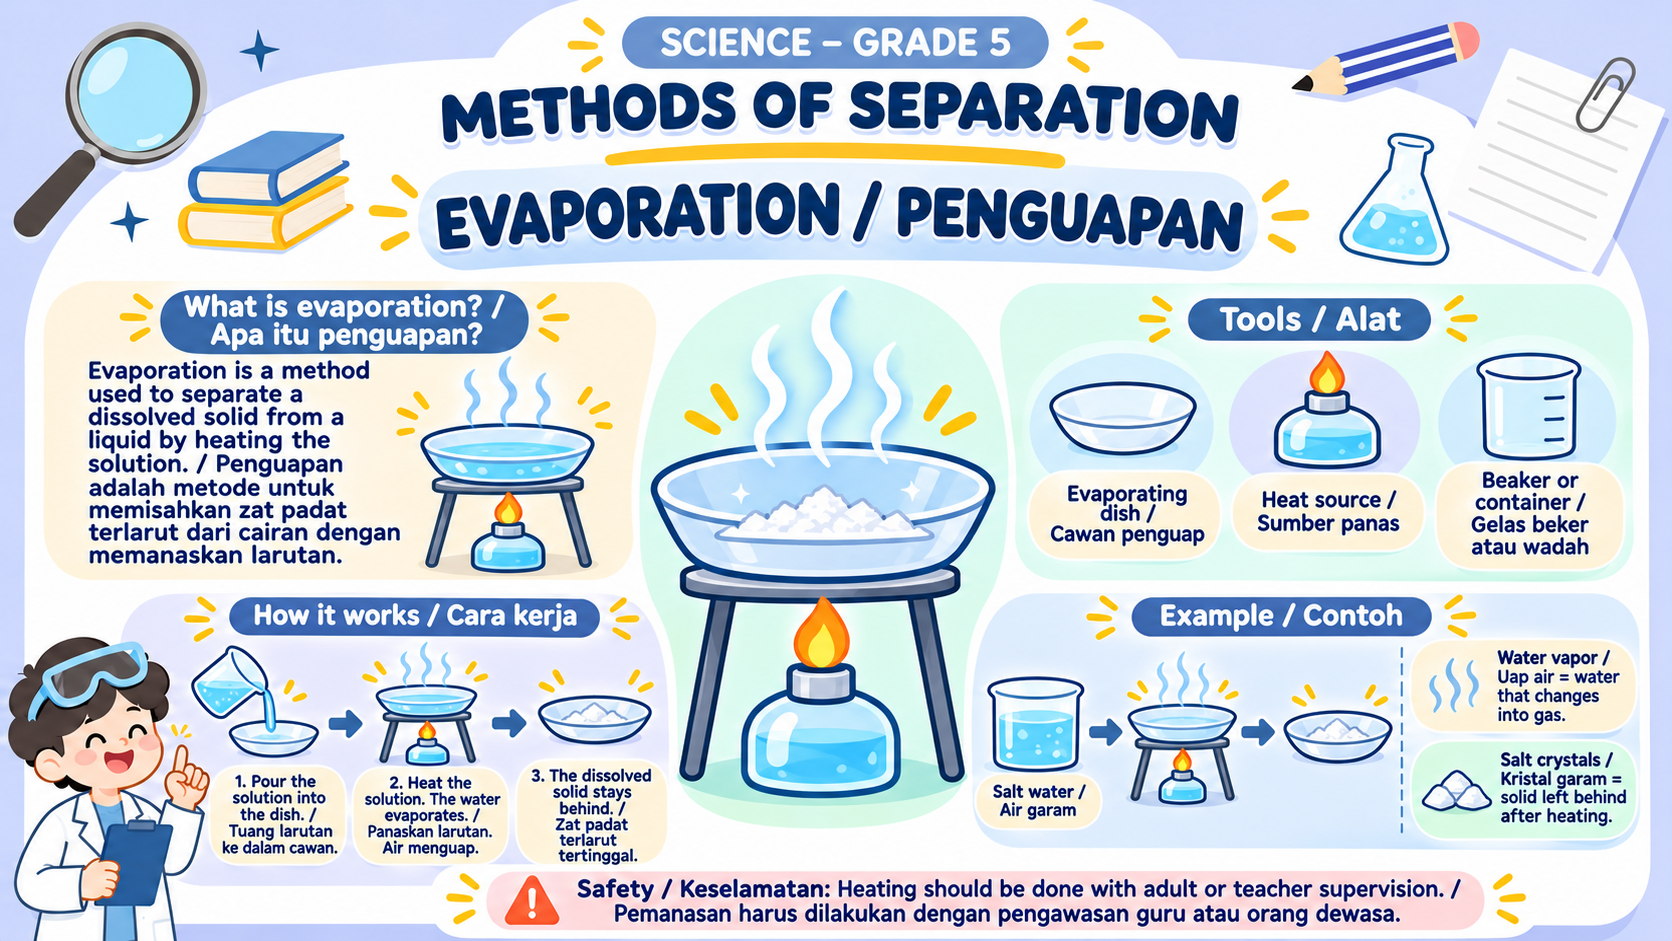 SCIENCE – GRADE 5
METHODS OF SEPARATION
EVAPORATION / PENGUAPAN
What is evaporation? /
Apa itu penguapan?
Evaporation is a method
used to separate a
dissolved solid from a
liquid by heating the
solution. / Penguapan
adalah metode untuk
memisahkan zat padat
terlarut dari cairan dengan
memanaskan larutan.
Tools / Alat
Evaporating
dish /
Cawan penguap
Heat source /
Sumber panas
Beaker or
container /
Gelas beker
atau wadah
How it works / Cara kerja
1. Pour the
solution into
the dish. /
Tuang larutan
ke dalam cawan.
2. Heat the
solution. The water
evaporates. /
Panaskan larutan.
Air menguap.
3. The dissolved
solid stays
behind. /
Zat padat
terlarut
tertinggal.
Example / Contoh
Salt water /
Air garam
Water vapor /
Uap air = water
that changes
into gas.
Salt crystals /
Kristal garam =
solid left behind
after heating.
Safety / Keselamatan: Heating should be done with adult or teacher supervision. /
Pemanasan harus dilakukan dengan pengawasan guru atau orang dewasa.